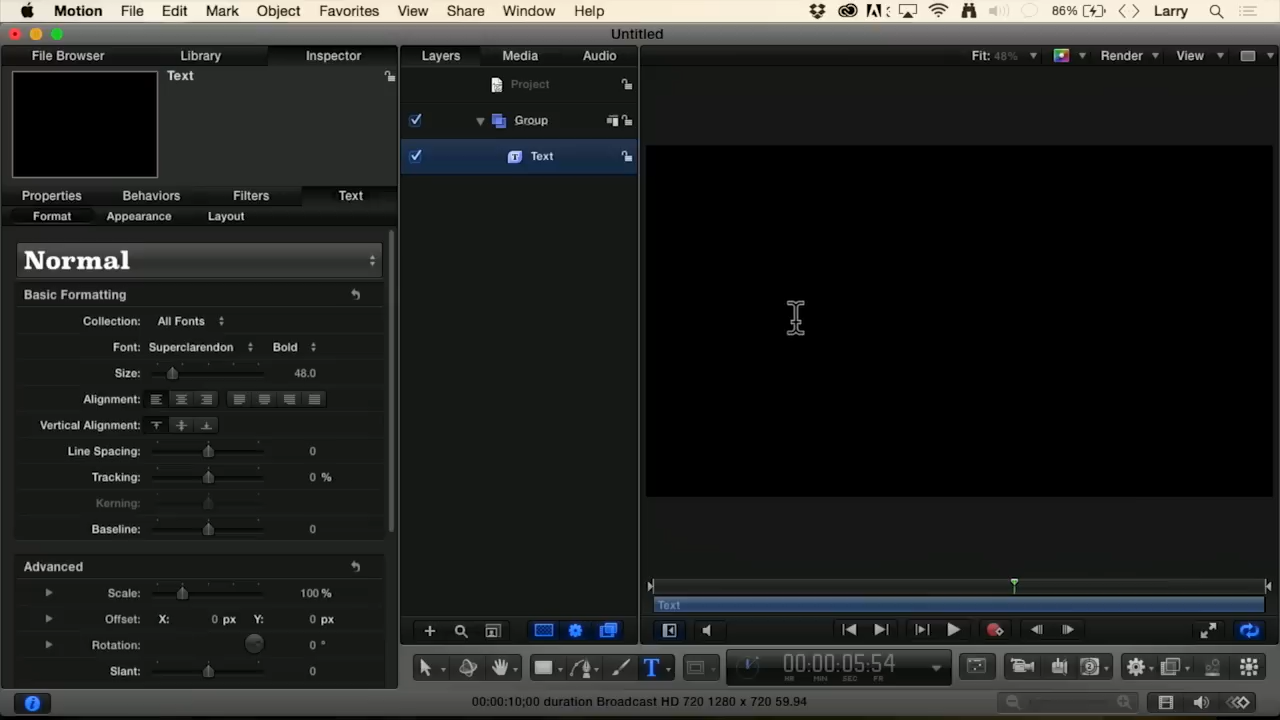 Motion File Edit Mark Object Favorites View Share Window Help 86% Larry
Untitled
File Browser Library Inspector Layers Media Audio Fit: 48% Render View
Text
Project
Group
Text
Properties Behaviors Filters Text
Format Appearance Layout
Normal
Basic Formatting
Collection: All Fonts
Font: Superclarendon Bold
Size: 48.0
Alignment:
Vertical Alignment:
Line Spacing: 0
Tracking: 0 %
Kerning:
Baseline: 0
Advanced
Scale: 100 %
Offset: X: 0 px Y: 0 px
Rotation: 0 °
Slant: 0
Text
T
00:00:05:54
HR MIN SEC FR
00:00:10;00 duration Broadcast HD 720 1280 x 720 59.94